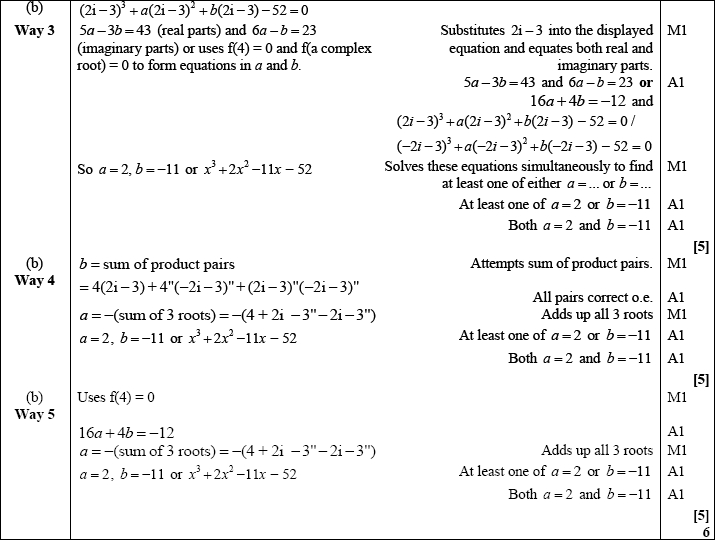 (b) (2i−3)³ + a(2i−3)² + b(2i−3) − 52 = 0
Way 3 5a − 3b = 43 (real parts) and 6a − b = 23 Substitutes 2i − 3 into the displayed M1
(imaginary parts) or uses f(4) = 0 and f(a complex equation and equates both real and
root) = 0 to form equations in a and b. imaginary parts.
5a − 3b = 43 and 6a − b = 23 or A1
16a + 4b = −12 and
(2i−3)³ + a(2i−3)² + b(2i−3) − 52 = 0 /
(−2i−3)³ + a(−2i−3)² + b(−2i−3) − 52 = 0
So a = 2, b = −11 or x³ + 2x² − 11x − 52 Solves these equations simultaneously to find M1
at least one of either a = ... or b = ...
At least one of a = 2 or b = −11 A1
Both a = 2 and b = −11 A1
[5]
(b) b = sum of product pairs Attempts sum of product pairs. M1
Way 4 = 4(2i−3) + 4"(−2i−3)" + (2i−3)"(−2i−3)"
All pairs correct o.e. A1
a = −(sum of 3 roots) = −(4 + 2i −3" − 2i − 3") Adds up all 3 roots M1
a = 2, b = −11 or x³ + 2x² − 11x − 52 At least one of a = 2 or b = −11 A1
Both a = 2 and b = −11 A1
[5]
(b) Uses f(4) = 0 M1
Way 5
16a + 4b = −12 A1
a = −(sum of 3 roots) = −(4 + 2i −3" − 2i − 3") Adds up all 3 roots M1
a = 2, b = −11 or x³ + 2x² − 11x − 52 At least one of a = 2 or b = −11 A1
Both a = 2 and b = −11 A1
[5]
6